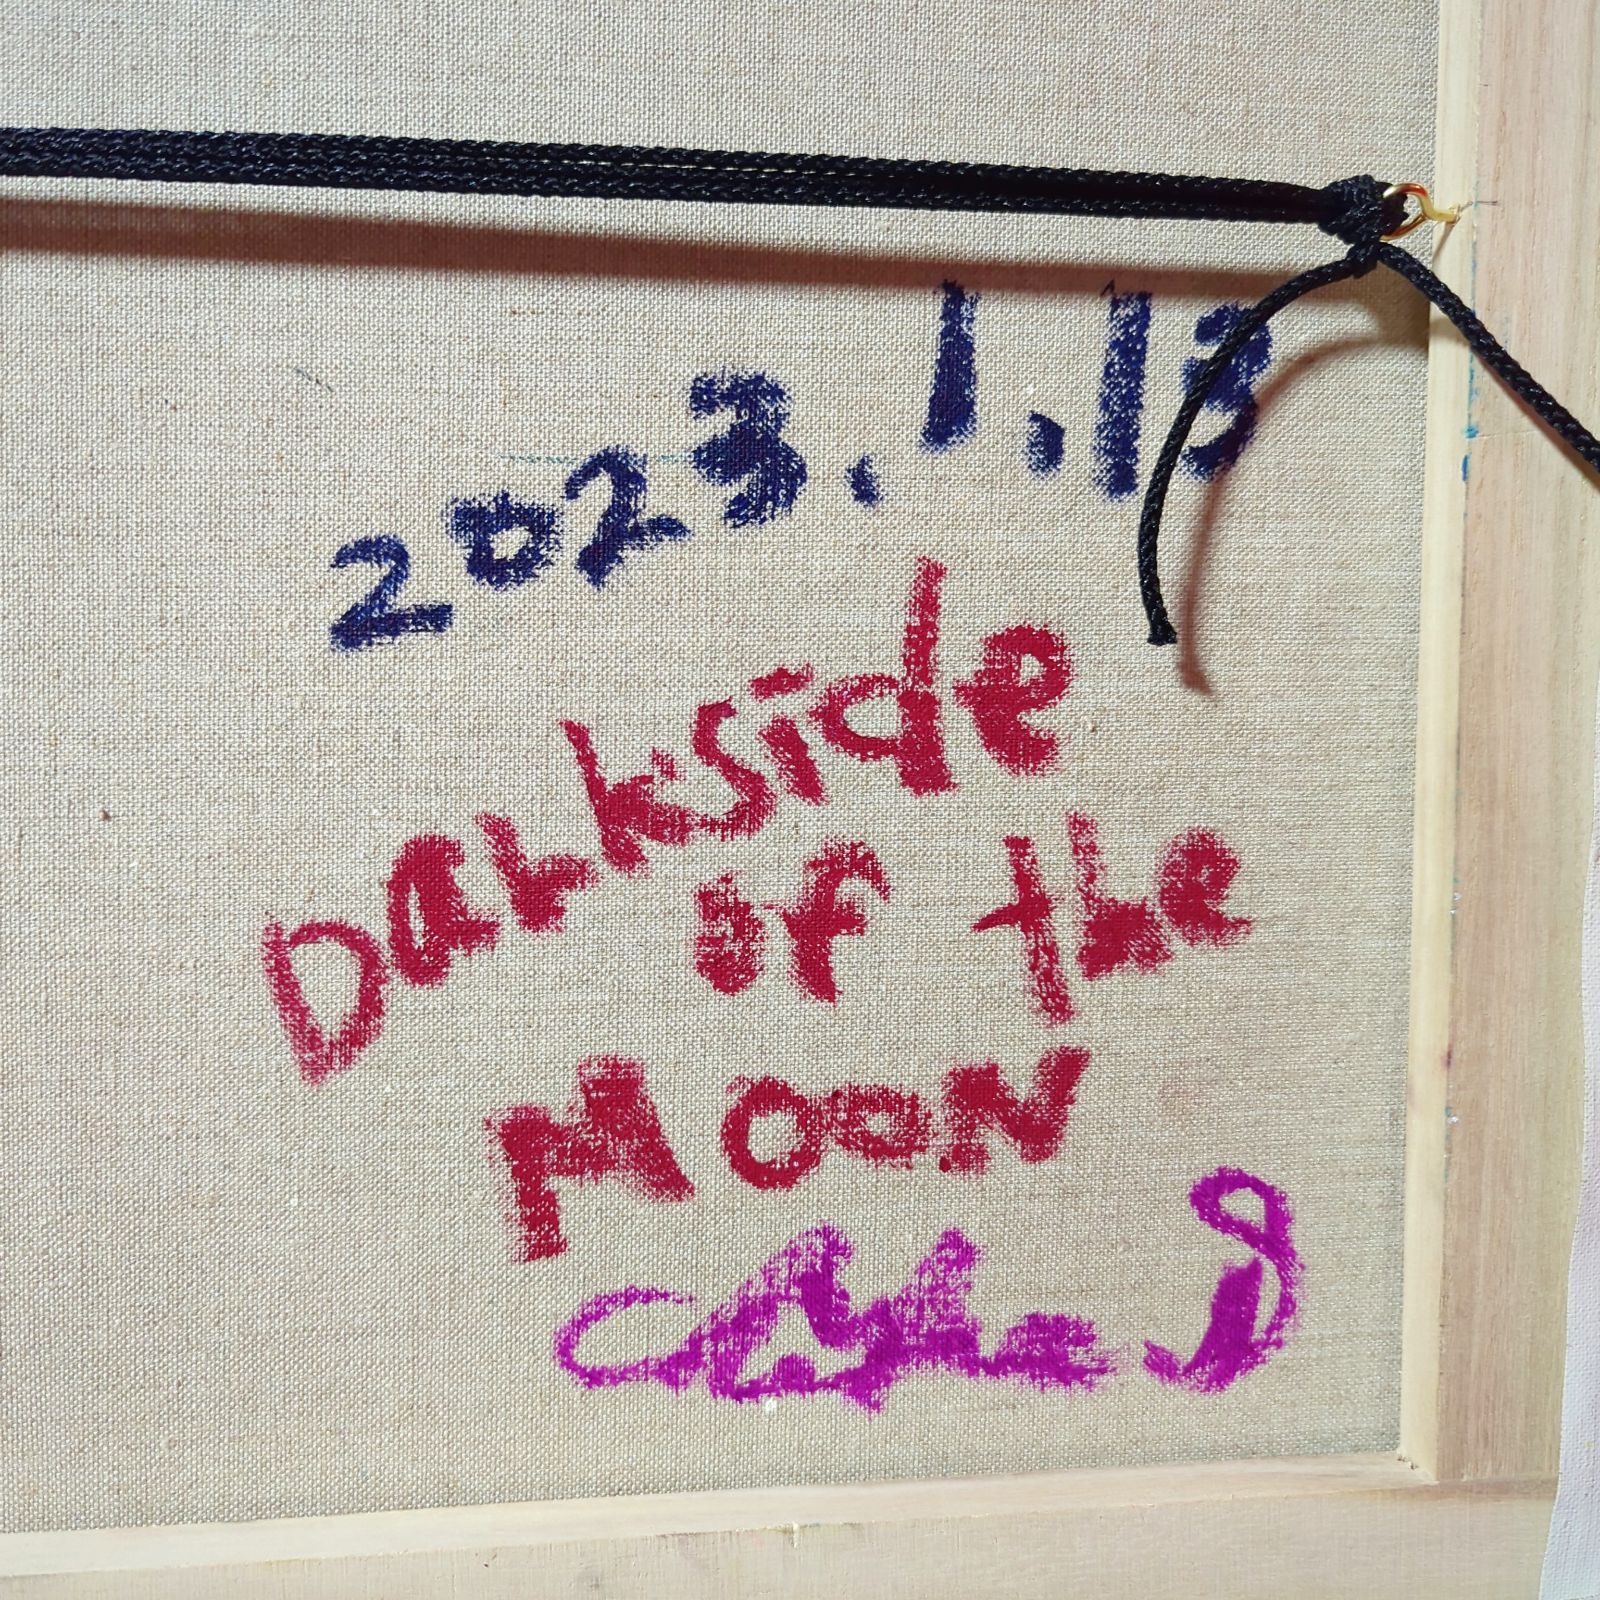 2023.1.13
Darkside
of the
Moon